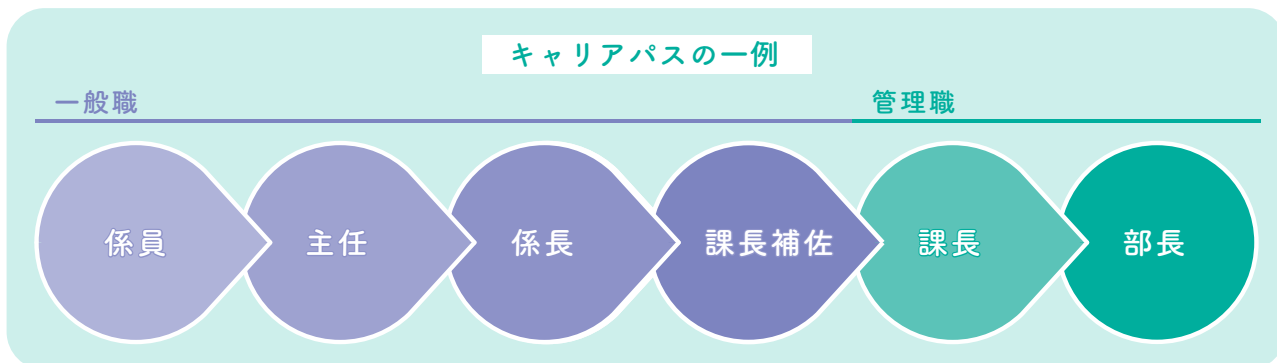 キャリアパスの一例
一般職
管理職
係員
主任
係長
課長補佐
課長
部長